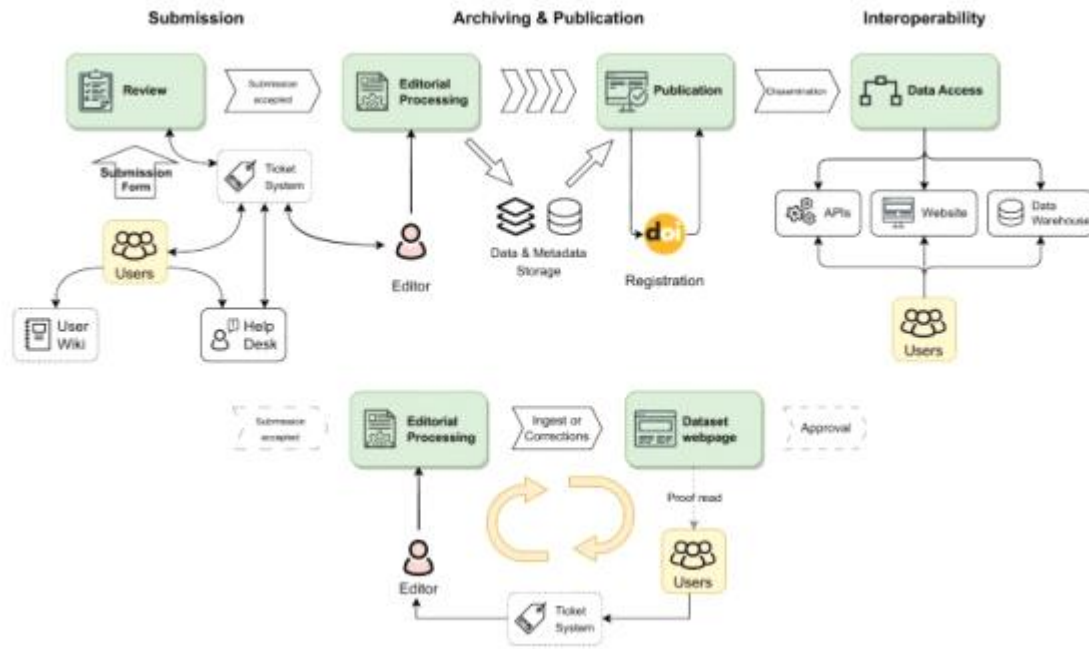 Submission
Archiving & Publication
Interoperability
Review
Submission
accepted
Editorial
Processing
Publication
Dissemination
Data Access
Submission
Form
Ticket
System
Users
User
Wiki
Help
Desk
Editor
Data & Metadata
Storage
doi
Registration
APIs
Website
Data
Warehouse
Users
Submission
accepted
Editorial
Processing
Ingest or
Corrections
Dataset
webpage
Approval
Proof read
Editor
Users
Ticket
System